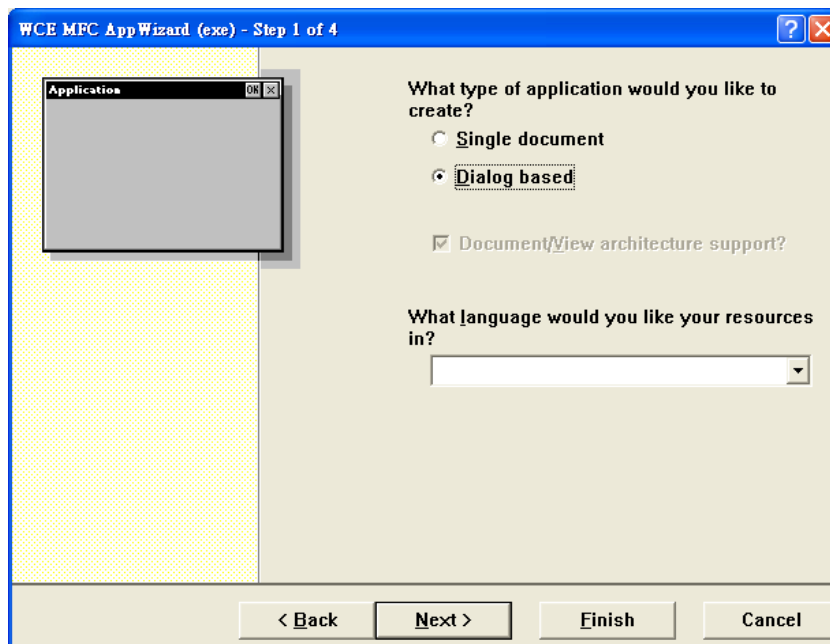 WCE MFC AppWizard (exe) - Step 1 of 4
Application OK
What type of application would you like to
create?
Single document
Dialog based
Document/View architecture support?
What language would you like your resources
in?
< Back Next > Finish Cancel